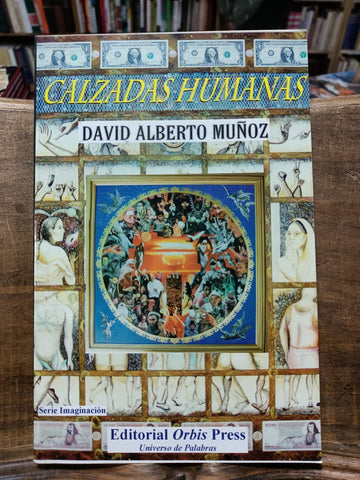 CALZADAS HUMANAS
DAVID ALBERTO MUÑOZ
Serie Imaginación
Editorial Orbis Press
Universo de Palabras